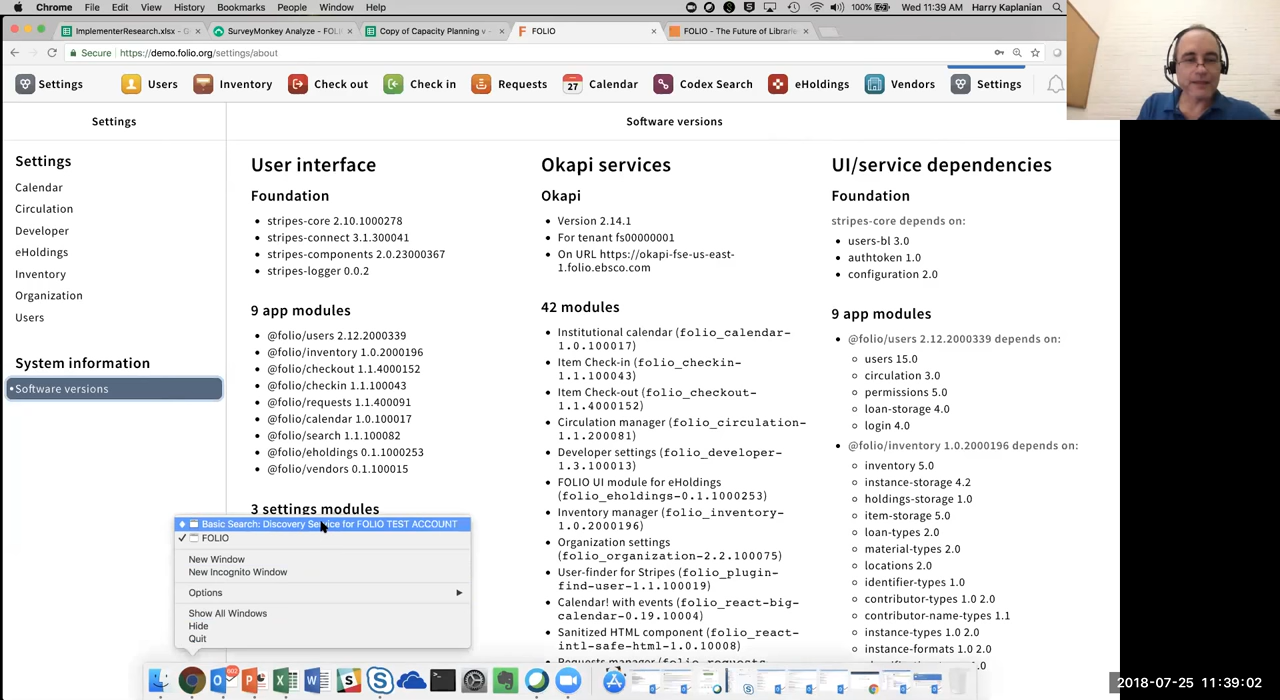 Chrome File Edit View History Bookmarks People Window Help 100% Wed 11:39 AM Harry Kaplanian
ImplementerResearch.xlsx - G SurveyMonkey Analyze - FOLI Copy of Capacity Planning v FOLIO FOLIO - The Future of Librarie
Secure https://demo.folio.org/settings/about
Settings Users Inventory Check out Check in Requests 27 Calendar Codex Search eHoldings Vendors Settings
Settings
Software versions
Settings
Calendar
Circulation
Developer
eHoldings
Inventory
Organization
Users
System information
Software versions
User interface
Foundation
stripes-core 2.10.1000278
stripes-connect 3.1.300041
stripes-components 2.0.23000367
stripes-logger 0.0.2
9 app modules
@folio/users 2.12.2000339
@folio/inventory 1.0.2000196
@folio/checkout 1.1.4000152
@folio/checkin 1.1.100043
@folio/requests 1.1.400091
@folio/calendar 1.0.100017
@folio/search 1.1.100082
@folio/eholdings 0.1.1000253
@folio/vendors 0.1.100015
3 settings modules
Basic Search: Discovery Service for FOLIO TEST ACCOUNT
FOLIO
New Window
New Incognito Window
Options
Show All Windows
Hide
Quit
Okapi services
Okapi
Version 2.14.1
For tenant fs00000001
On URL https://okapi-fse-us-east-
1.folio.ebsco.com
42 modules
Institutional calendar (folio_calendar-
1.0.100017)
Item Check-in (folio_checkin-
1.1.100043)
Item Check-out (folio_checkout-
1.1.4000152)
Circulation manager (folio_circulation-
1.1.200081)
Developer settings (folio_developer-
1.3.100013)
FOLIO UI module for eHoldings
(folio_eholdings-0.1.1000253)
Inventory manager (folio_inventory-
1.0.2000196)
Organization settings
(folio_organization-2.2.100075)
User-finder for Stripes (folio_plugin-
find-user-1.1.100019)
Calendar! with events (folio_react-big-
calendar-0.19.10004)
Sanitized HTML component (folio_react-
intl-safe-html-1.0.10008)
Requests manager (folio_requests
UI/service dependencies
Foundation
stripes-core depends on:
users-bl 3.0
authtoken 1.0
configuration 2.0
9 app modules
@folio/users 2.12.2000339 depends on:
users 15.0
circulation 3.0
permissions 5.0
loan-storage 4.0
login 4.0
@folio/inventory 1.0.2000196 depends on:
inventory 5.0
instance-storage 4.2
holdings-storage 1.0
item-storage 5.0
loan-types 2.0
material-types 2.0
locations 2.0
identifier-types 1.0
contributor-types 1.0 2.0
contributor-name-types 1.1
instance-types 1.0 2.0
instance-formats 1.0 2.0
2018-07-25 11:39:02